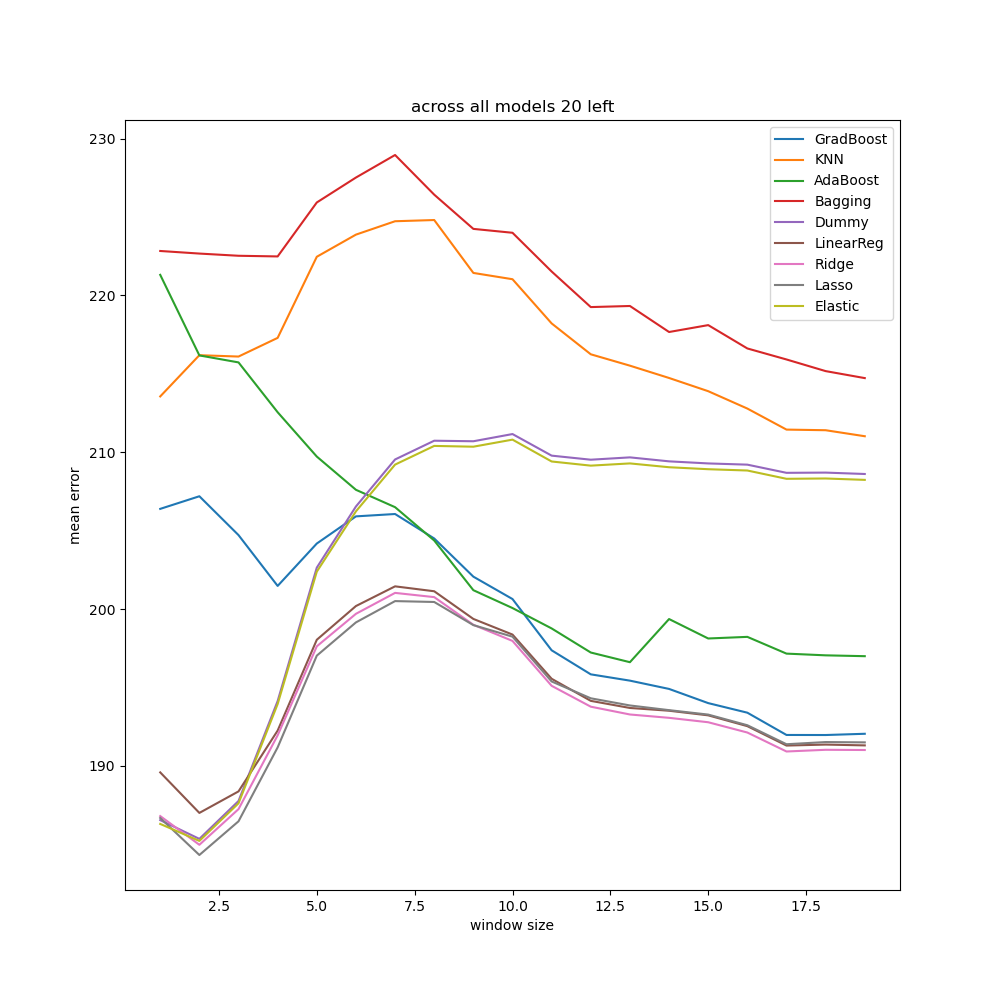 across all models 20 left
230
220
210
200
190
mean error
2.5
5.0
7.5
10.0
12.5
15.0
17.5
window size
GradBoost
KNN
AdaBoost
Bagging
Dummy
LinearReg
Ridge
Lasso
Elastic